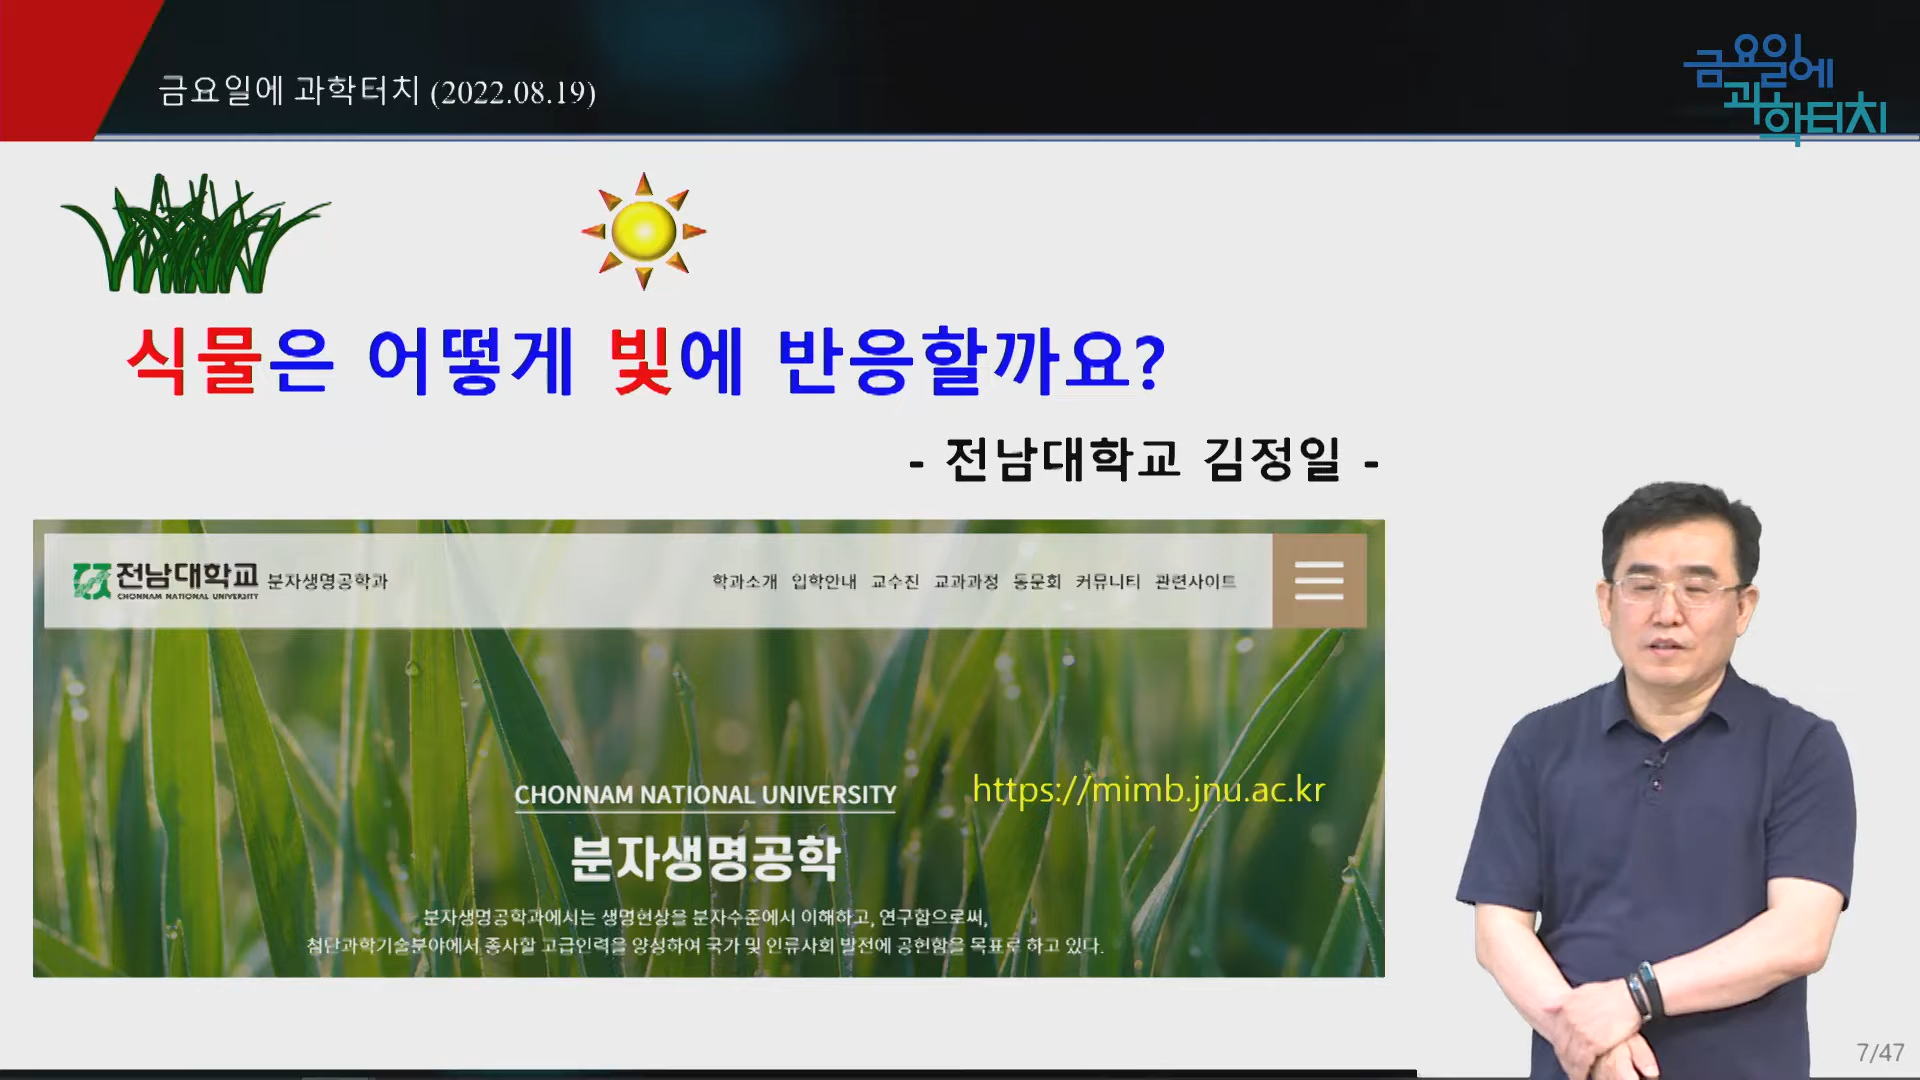 금요일에 과학터치 (2022.08.19)
금요일에
과학터치
식물은 어떻게 빛에 반응할까요?
- 전남대학교 김정일 -
전남대학교 분자생명공학과
CHONNAM NATIONAL UNIVERSITY
학과소개 입학안내 교수진 교과과정 동문회 커뮤니티 관련사이트
CHONNAM NATIONAL UNIVERSITY
https://mimb.jnu.ac.kr
분자생명공학
분자생명공학과에서는 생명현상을 분자수준에서 이해하고, 연구함으로써,
첨단과학기술분야에서 종사할 고급인력을 양성하여 국가 및 인류사회 발전에 공헌함을 목표로 하고 있다.
7/47